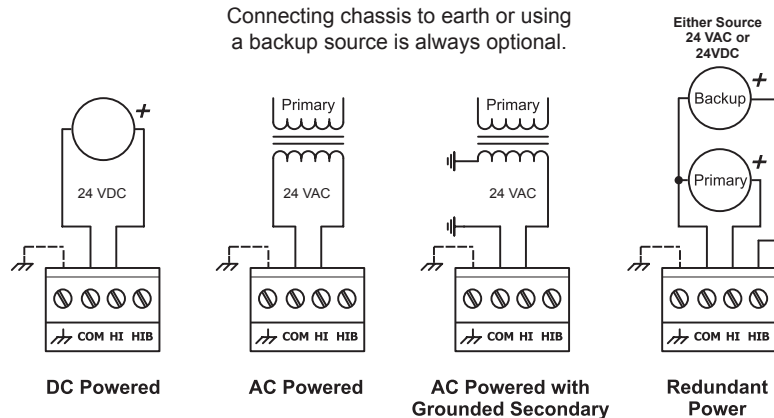 Connecting chassis to earth or using
a backup source is always optional.
Either Source
24 VAC or
24VDC
+
24 VDC
COM HI HIB
DC Powered
Primary
24 VAC
COM HI HIB
AC Powered
Primary
24 VAC
COM HI HIB
AC Powered with
Grounded Secondary
Backup
+
Primary
+
COM HI HIB
Redundant
Power